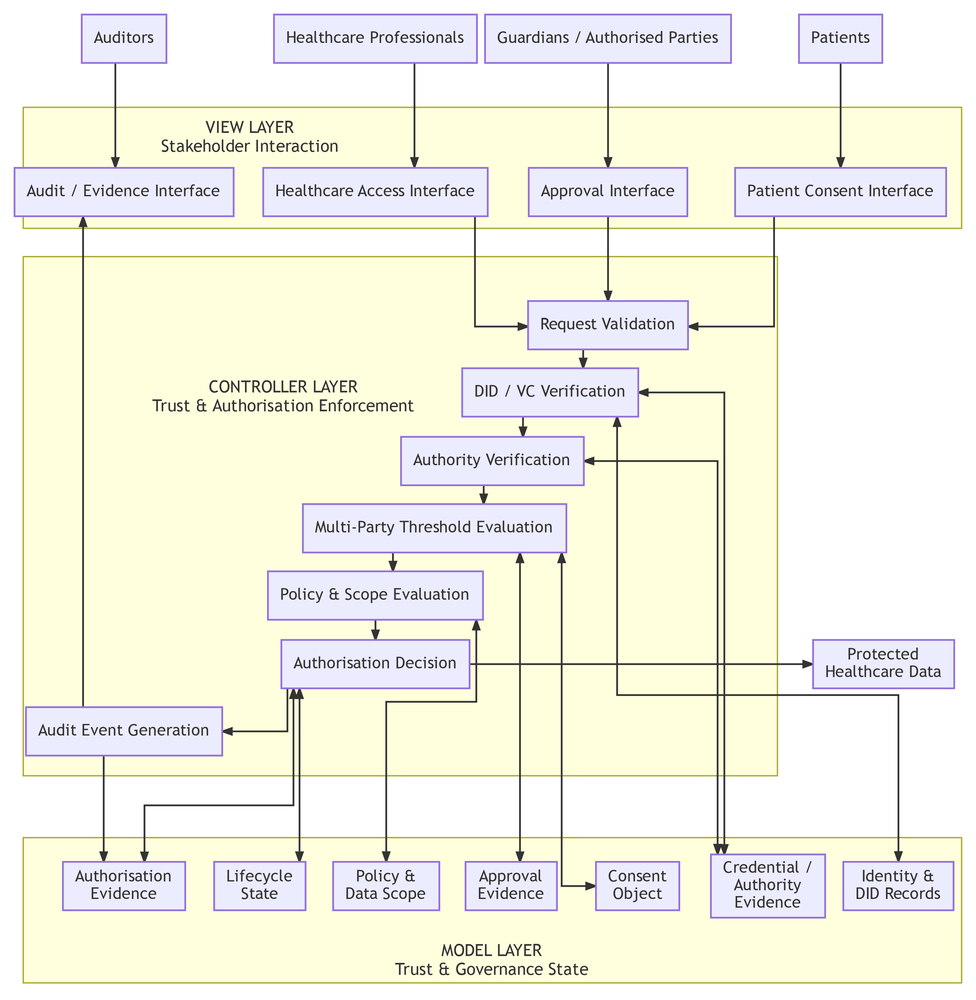 Auditors
Healthcare Professionals
Guardians / Authorised Parties
Patients
VIEW LAYER
Stakeholder Interaction
Audit / Evidence Interface
Healthcare Access Interface
Approval Interface
Patient Consent Interface
Request Validation
CONTROLLER LAYER
Trust & Authorisation Enforcement
DID / VC Verification
Authority Verification
Multi-Party Threshold Evaluation
Policy & Scope Evaluation
Authorisation Decision
Protected
Healthcare Data
Audit Event Generation
Authorisation
Evidence
Lifecycle
State
Policy &
Data Scope
Approval
Evidence
Consent
Object
Credential /
Authority
Evidence
Identity &
DID Records
MODEL LAYER
Trust & Governance State